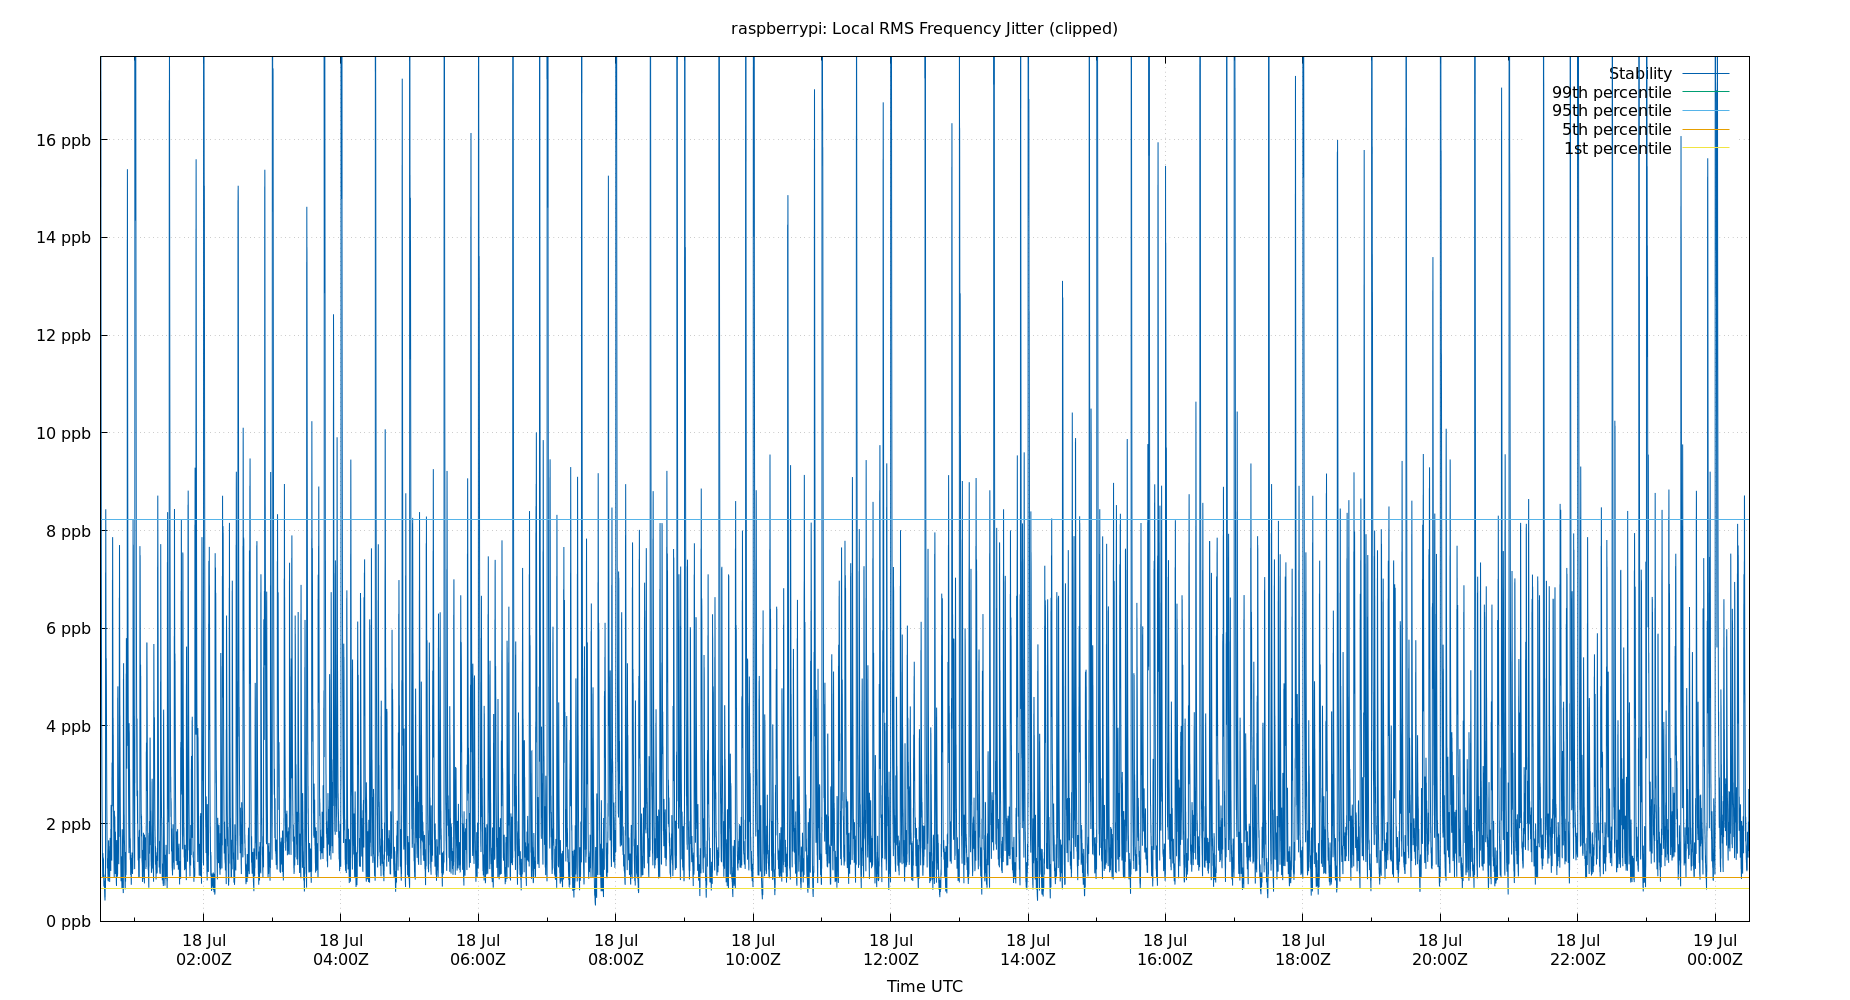 raspberrypi: Local RMS Frequency Jitter (clipped)
Stability
99th percentile
95th percentile
5th percentile
1st percentile
16 ppb
14 ppb
12 ppb
10 ppb
8 ppb
6 ppb
4 ppb
2 ppb
0 ppb
18 Jul 18 Jul 18 Jul 18 Jul 18 Jul 18 Jul 18 Jul 18 Jul 18 Jul 18 Jul 18 Jul 19 Jul
02:00Z 04:00Z 06:00Z 08:00Z 10:00Z 12:00Z 14:00Z 16:00Z 18:00Z 20:00Z 22:00Z 00:00Z
Time UTC